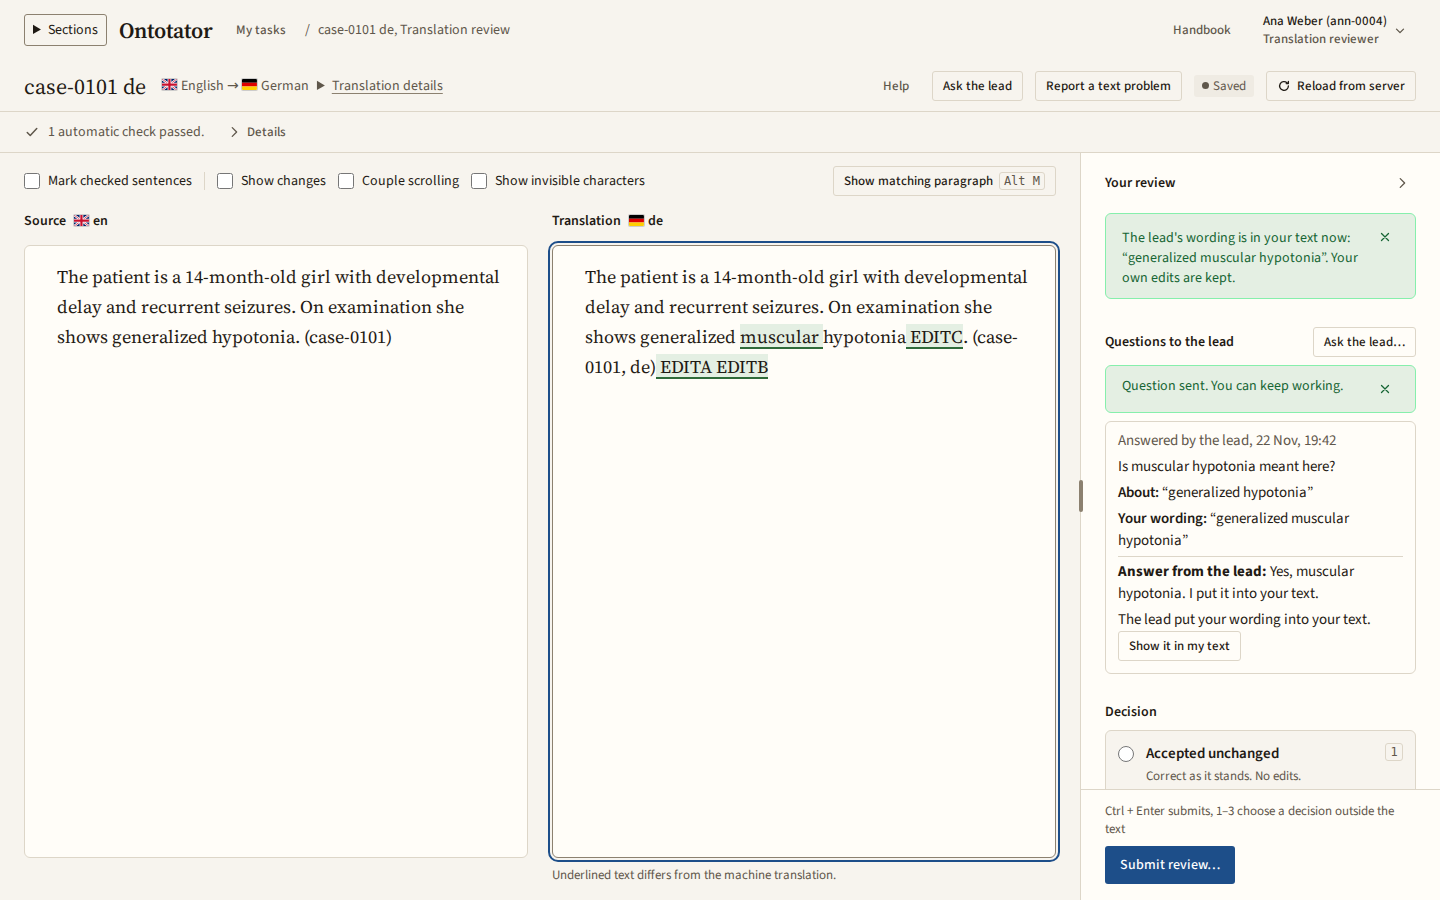 Sections
Ontotator
My tasks
/ case-0101 de, Translation review
Handbook
Ana Weber (ann-0004)
Translation reviewer
case-0101 de
English → German
Translation details
Help
Ask the lead
Report a text problem
Saved
Reload from server
1 automatic check passed.
Details
Mark checked sentences
Show changes
Couple scrolling
Show invisible characters
Show matching paragraph Alt M
Source en
The patient is a 14-month-old girl with developmental
delay and recurrent seizures. On examination she
shows generalized hypotonia. (case-0101)
Translation de
The patient is a 14-month-old girl with developmental
delay and recurrent seizures. On examination she
shows generalized muscular hypotonia EDITC. (case-
0101, de) EDITA EDITB
Underlined text differs from the machine translation.
Your review
The lead's wording is in your text now:
“generalized muscular hypotonia”. Your
own edits are kept.
Questions to the lead
Ask the lead…
Question sent. You can keep working.
Answered by the lead, 22 Nov, 19:42
Is muscular hypotonia meant here?
About: “generalized hypotonia”
Your wording: “generalized muscular
hypotonia”
Answer from the lead: Yes, muscular
hypotonia. I put it into your text.
The lead put your wording into your text.
Show it in my text
Decision
Accepted unchanged 1
Correct as it stands. No edits.
Ctrl + Enter submits, 1–3 choose a decision outside the
text
Submit review…